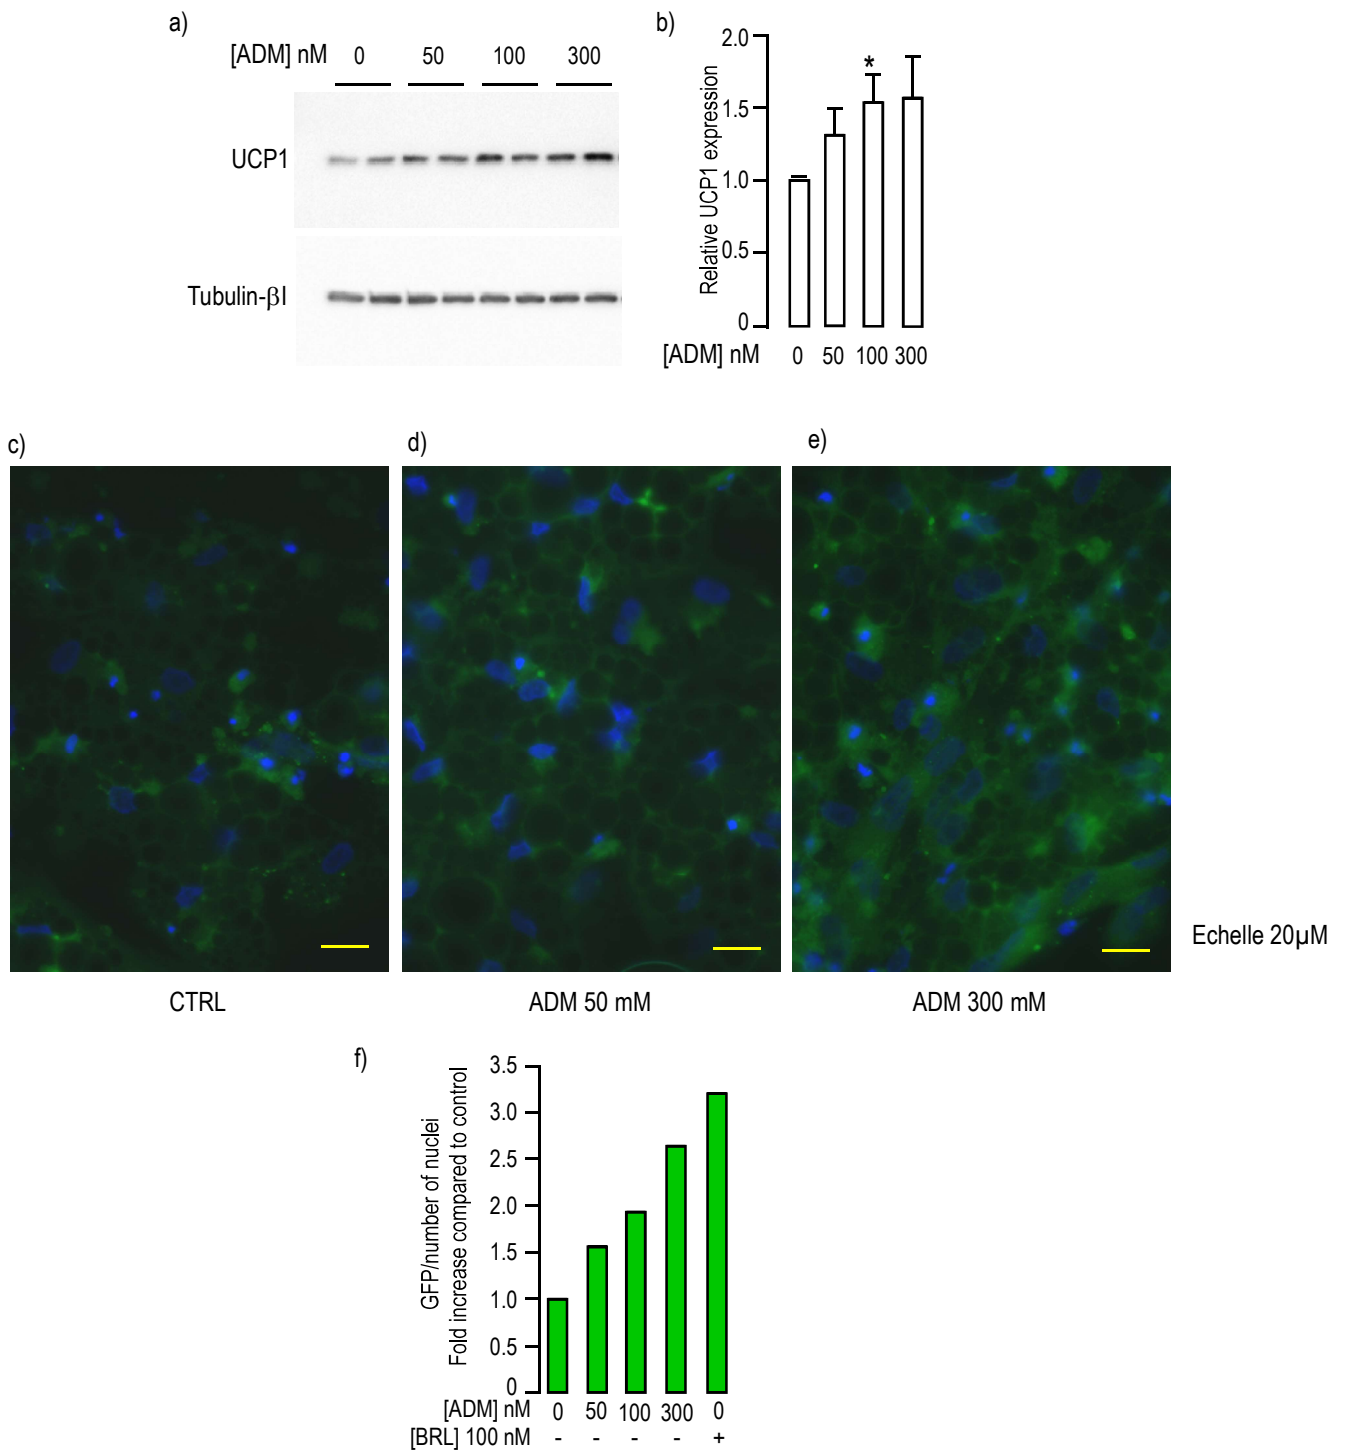 a)
[ADM] nM 0 50 100 300
UCP1
Tubulin-βI
b)
Relative UCP1 expression
2.0
1.5
1.0
0.5
0
*
[ADM] nM 0 50 100 300
c)
d)
e)
Echelle 20µM
CTRL
ADM 50 mM
ADM 300 mM
f)
GFP/number of nuclei
Fold increase compared to control
3.5
3.0
2.5
2.0
1.5
1.0
0.5
0
[ADM] nM 0 50 100 300 0
[BRL] 100 nM - - - - +